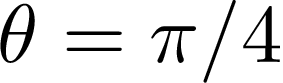 θ = π/4